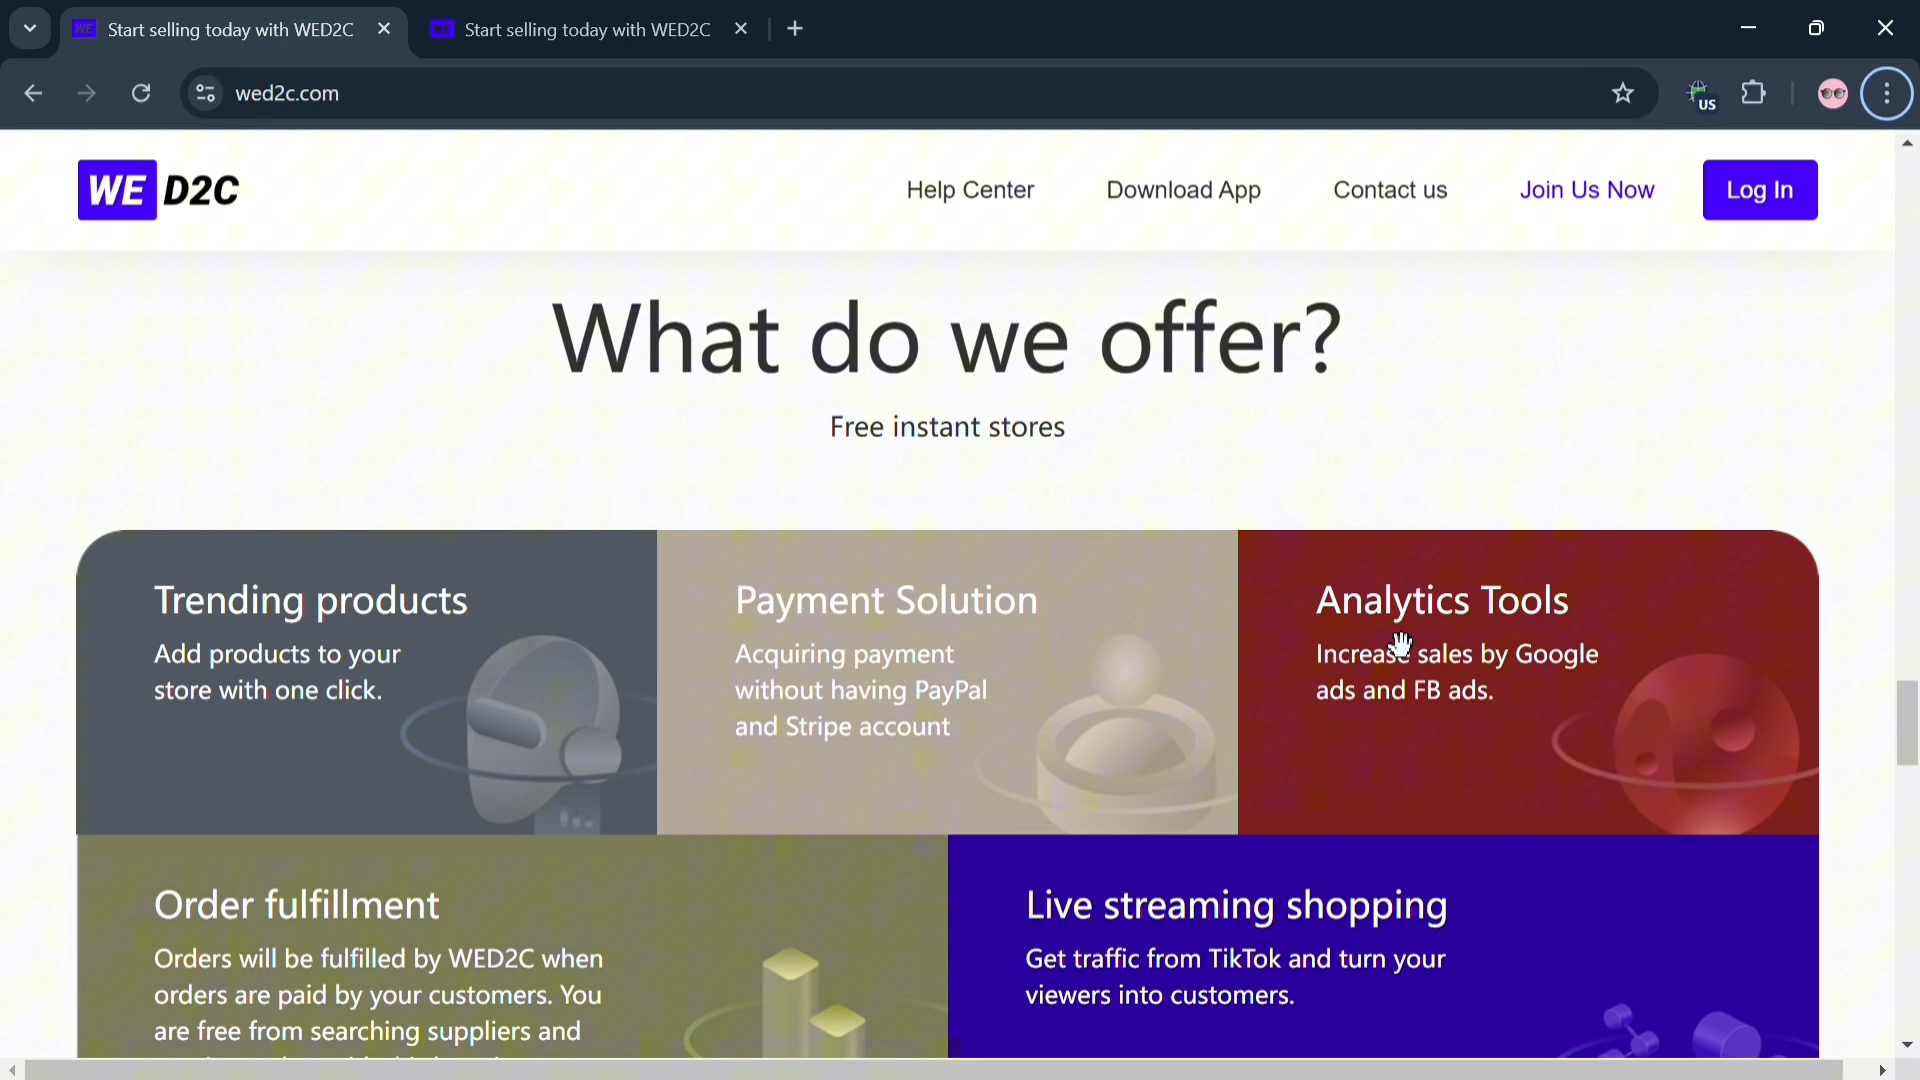 Start selling today with WED2C
Start selling today with WED2C
wed2c.com
US
WE D2C
Help Center
Download App
Contact us
Join Us Now
Log In
What do we offer?
Free instant stores
Trending products
Add products to your
store with one click.
Payment Solution
Acquiring payment
without having PayPal
and Stripe account
Analytics Tools
Increase sales by Google
ads and FB ads.
Order fulfillment
Orders will be fulfilled by WED2C when
orders are paid by your customers. You
are free from searching suppliers and
Live streaming shopping
Get traffic from TikTok and turn your
viewers into customers.